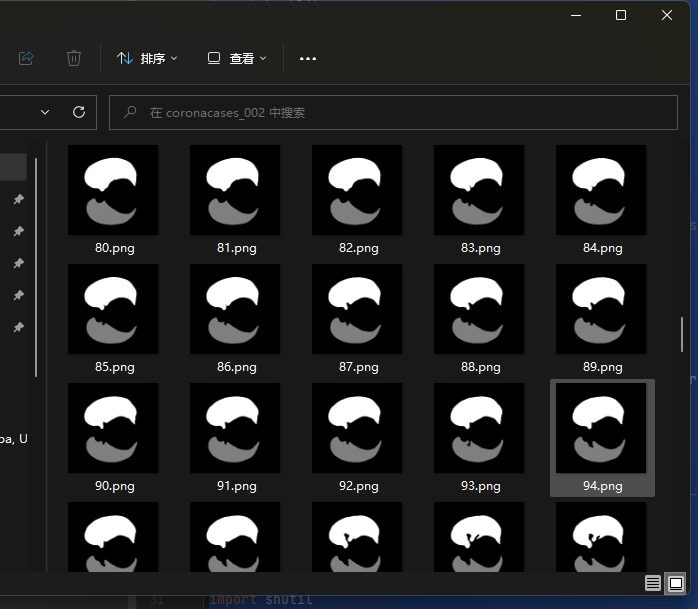 排序
查看
在 coronacases_002 中搜索
80.png
81.png
82.png
83.png
84.png
85.png
86.png
87.png
88.png
89.png
90.png
91.png
92.png
93.png
94.png
pa, U
31 import shutil